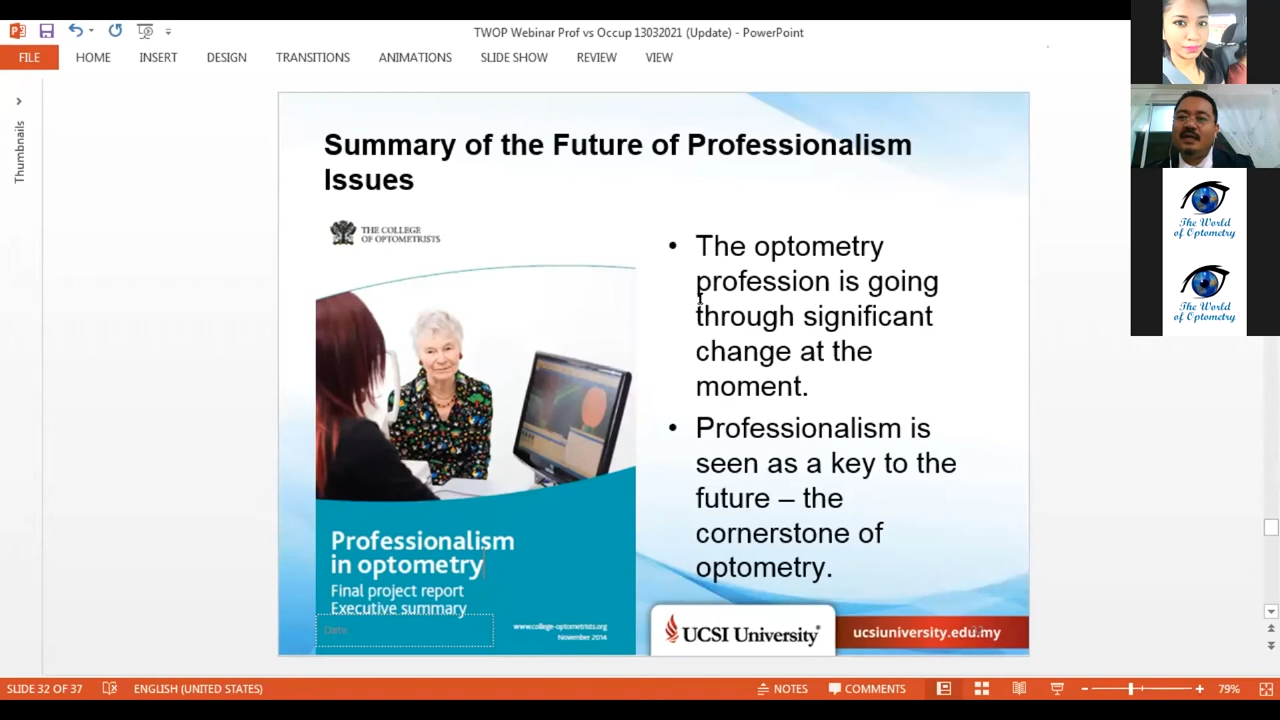 TWOP Webinar Prof vs Occup 13032021 (Update) - PowerPoint
FILE
HOME
INSERT
DESIGN
TRANSITIONS
ANIMATIONS
SLIDE SHOW
REVIEW
VIEW
Thumbnails
Summary of the Future of Professionalism
Issues
THE COLLEGE
OF OPTOMETRISTS
Professionalism
in optometry
Final project report
Executive summary
Date
www.college-optometrists.org
November 2014
• The optometry
profession is going
through significant
change at the
moment.
• Professionalism is
seen as a key to the
future – the
cornerstone of
optometry.
UCSI University
ucsiuniversity.edu.my
The World
of Optometry
The World
of Optometry
SLIDE 32 OF 37
ENGLISH (UNITED STATES)
NOTES
COMMENTS
79%